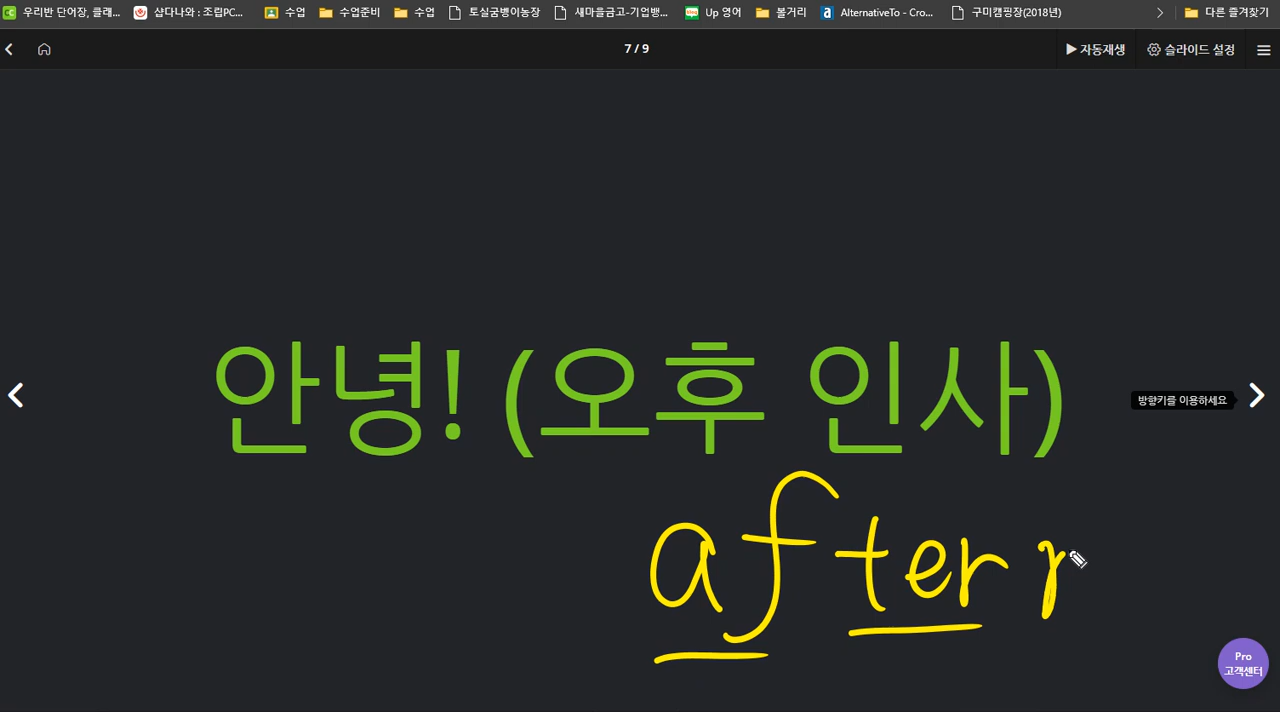 우리반 단어장, 클래... 샵다나와 : 조립PC... 수업 수업준비 수업 토실굼벵이농장 새마을금고-기업뱅... Up 영어 볼거리 AlternativeTo - Cro... 구미캠핑장(2018년) 다른 즐겨찾기
7 / 9 자동재생 슬라이드 설정
안녕! (오후 인사)
방향키를 이용하세요
after
Pro
고객센터